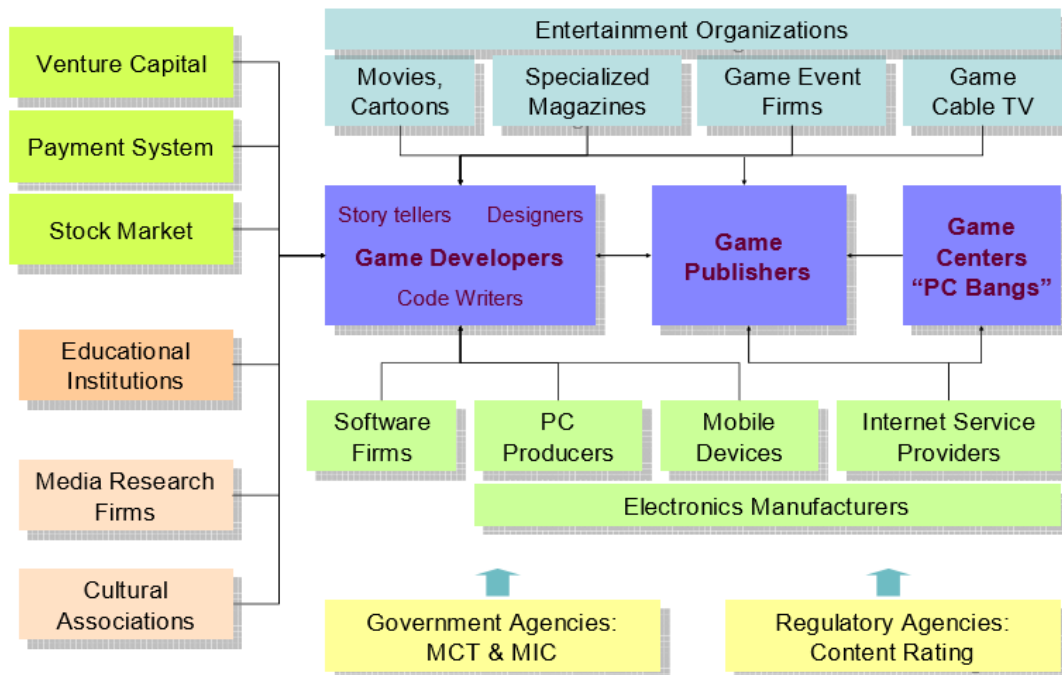 Entertainment Organizations
Venture Capital
Movies,
Cartoons
Specialized
Magazines
Game Event
Firms
Game
Cable TV
Payment System
Stock Market
Story tellers
Designers
Game Developers
Code Writers
Game
Publishers
Game
Centers
“PC Bangs”
Educational
Institutions
Software
Firms
PC
Producers
Mobile
Devices
Internet Service
Providers
Media Research
Firms
Electronics Manufacturers
Cultural
Associations
Government Agencies:
MCT & MIC
Regulatory Agencies:
Content Rating